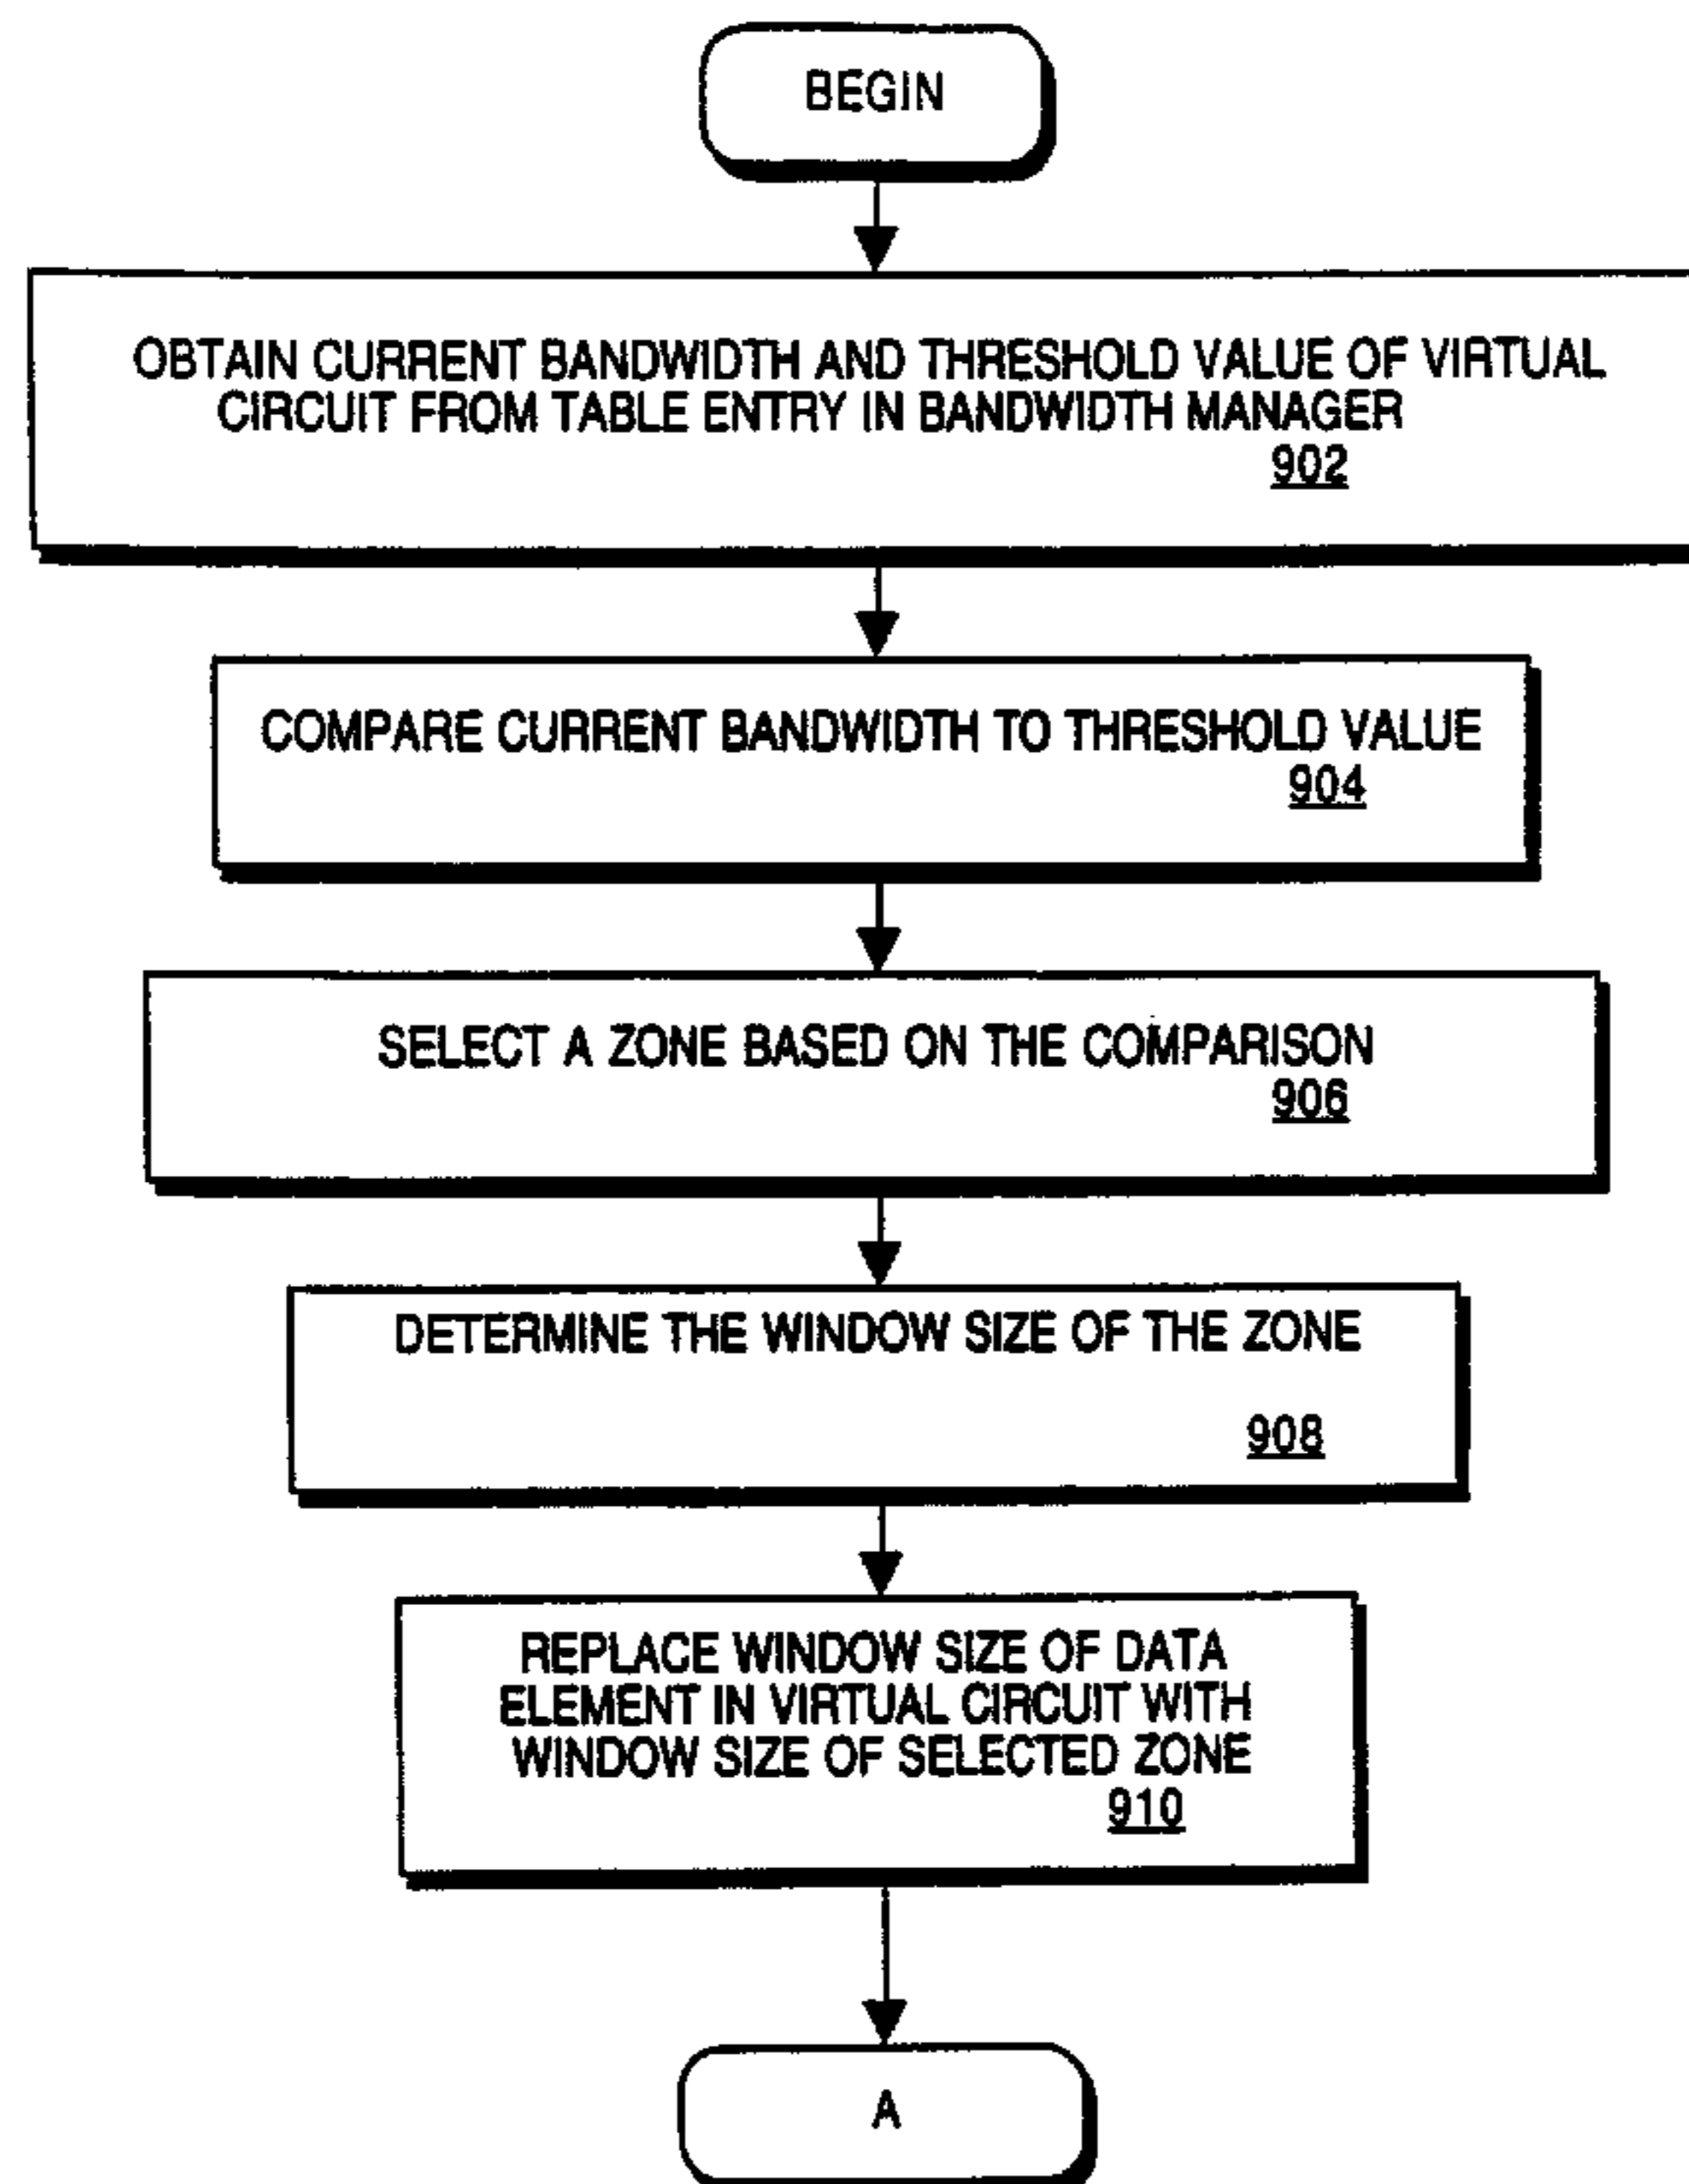 BEGIN
OBTAIN CURRENT BANDWIDTH AND THRESHOLD VALUE OF VIRTUAL
CIRCUIT FROM TABLE ENTRY IN BANDWIDTH MANAGER
902
COMPARE CURRENT BANDWIDTH TO THRESHOLD VALUE
904
SELECT A ZONE BASED ON THE COMPARISON
906
DETERMINE THE WINDOW SIZE OF THE ZONE
908
REPLACE WINDOW SIZE OF DATA
ELEMENT IN VIRTUAL CIRCUIT WITH
WINDOW SIZE OF SELECTED ZONE
910
A